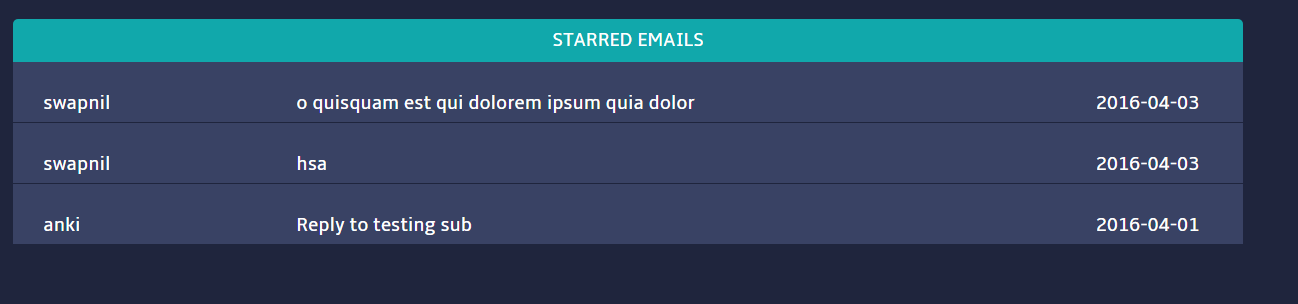 STARRED EMAILS
swapnil o quisquam est qui dolorem ipsum quia dolor 2016-04-03
swapnil hsa 2016-04-03
anki Reply to testing sub 2016-04-01